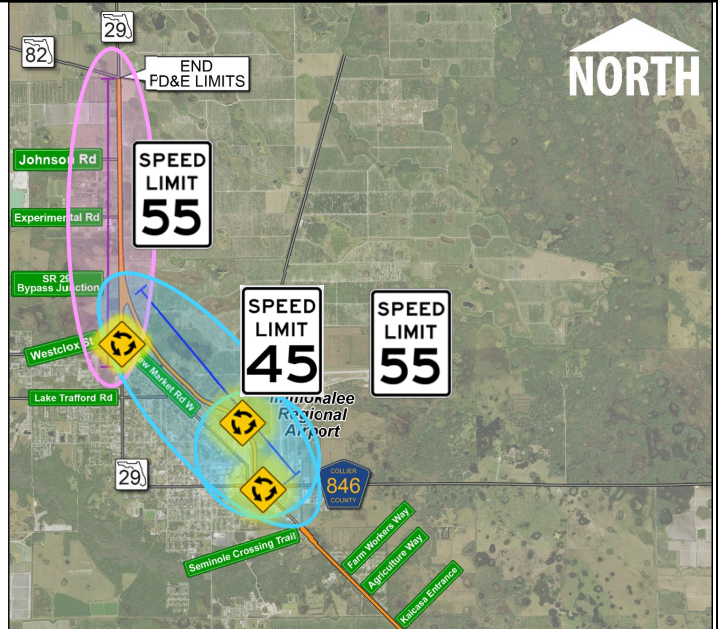 29
82
END
FD&E LIMITS
NORTH
Johnson Rd
SPEED
LIMIT
55
Experimental Rd
SR 29
Bypass Junction
SPEED
LIMIT
45
SPEED
LIMIT
55
Westclox St
New Market Rd W
Lake Trafford Rd
Immokalee
Regional
Airport
29
COLLIER
846
COUNTY
Seminole Crossing Trail
Farm Workers Way
Agriculture Way
Kaicasa Entrance